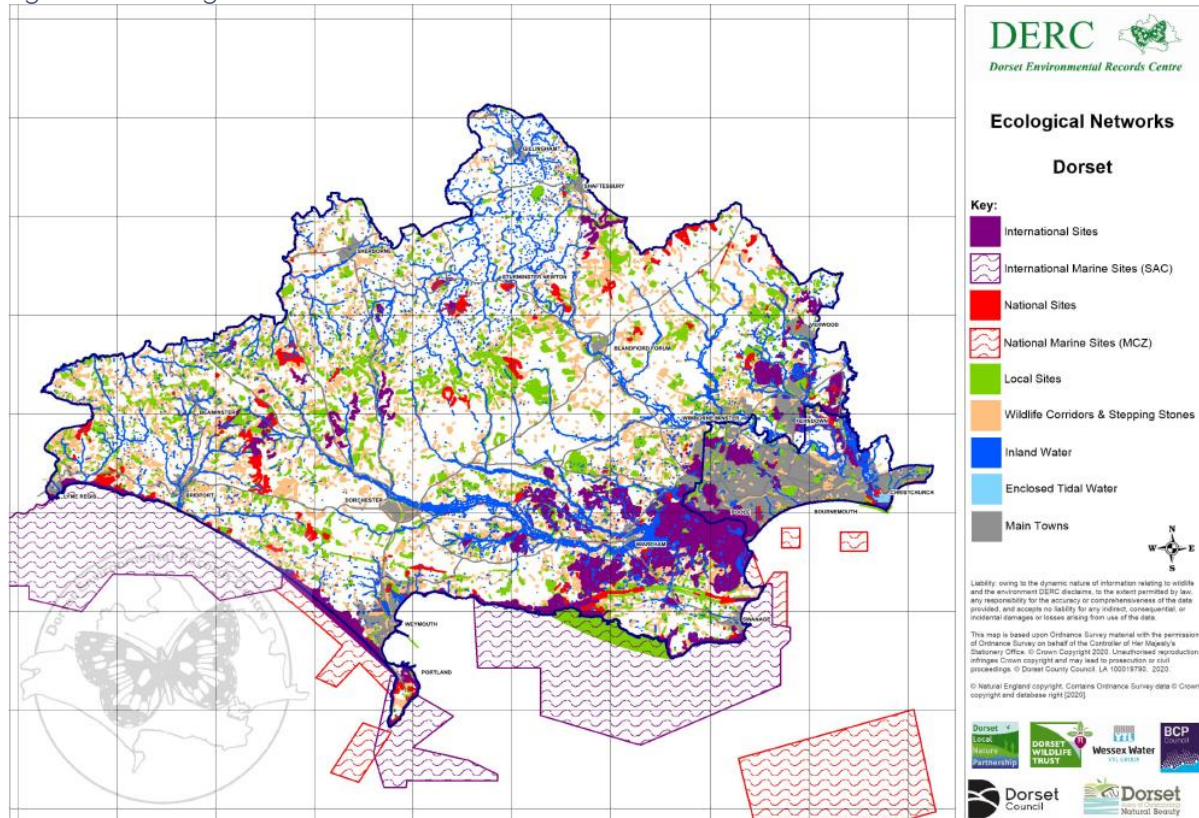 DERC
Dorset Environmental Records Centre
Ecological Networks
Dorset
Key:
International Sites
International Marine Sites (SAC)
National Sites
National Marine Sites (MCZ)
Local Sites
Wildlife Corridors & Stepping Stones
Inland Water
Enclosed Tidal Water
Main Towns
N
W E
S
Liability: owing to the dynamic nature of information relating to wildlife
and the environment DERC disclaims, to the extent permitted by law,
any responsibility for the accuracy or comprehensiveness of the data
provided, and accepts no liability for any indirect, consequential, or
incidental damages or losses arising from use of the data.
This map is based upon Ordnance Survey material with the permission
of Ordnance Survey on behalf of the Controller of Her Majesty's
Stationery Office. © Crown Copyright 2020. Unauthorised reproduction
infringes Crown copyright and may lead to prosecution or civil
proceedings. © Dorset County Council. LA 100019790. 2020.
© Natural England copyright. Contains Ordnance Survey data © Crown
copyright and database right [2020].
Dorset
Local
Nature
Partnership
DORSET
WILDLIFE
TRUST
YTL
Wessex Water
YTL GROUP
BCP
Council
Dorset
Council
Dorset
Area of Outstanding
Natural Beauty
GILLINGHAM
SHAFTESBURY
SHERBORNE
STURMINSTER NEWTON
VERWOOD
BLANDFORD FORUM
BEAMINSTER
WIMBORNE MINSTER
FERNDOWN
LYME REGIS
BRIDPORT
DORCHESTER
CHRISTCHURCH
POOLE
BOURNEMOUTH
WAREHAM
WEYMOUTH
SWANAGE
PORTLAND